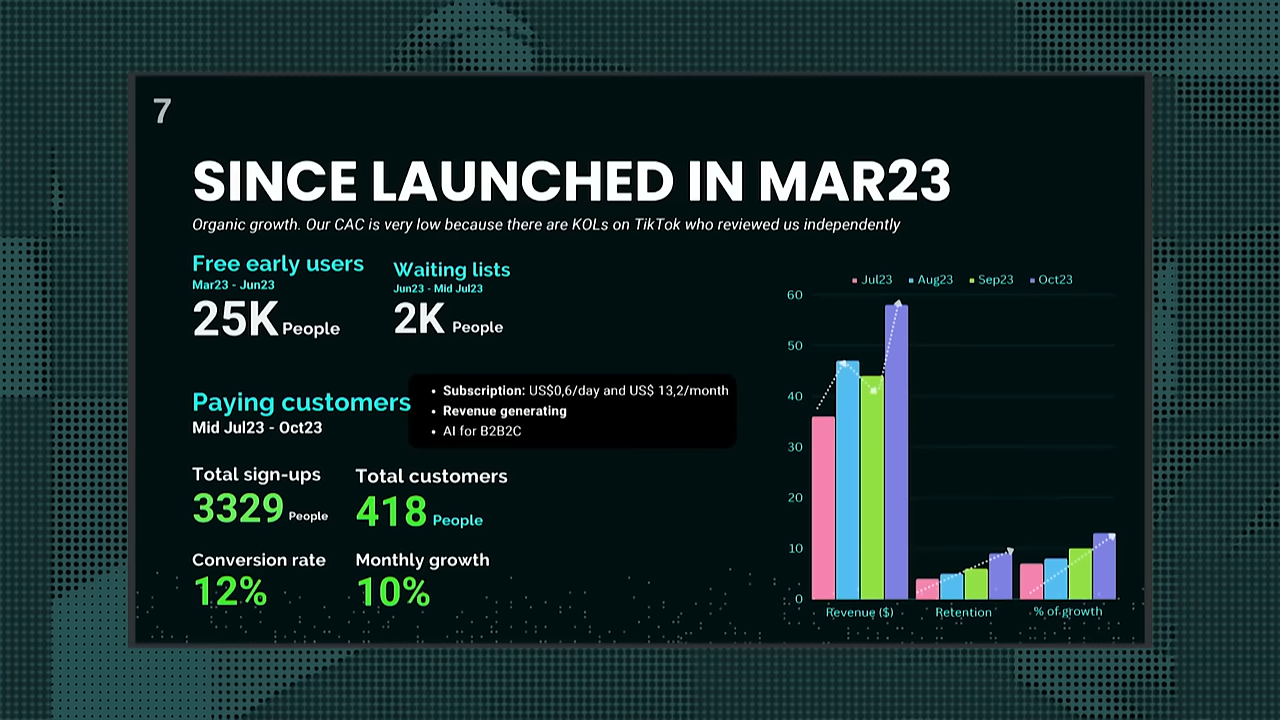 7
SINCE LAUNCHED IN MAR23
Organic growth. Our CAC is very low because there are KOLs on TikTok who reviewed us independently
Free early users
Mar23 - Jun23
25K People
Waiting lists
Jun23 - Mid Jul23
2K People
Paying customers
Mid Jul23 - Oct23
• Subscription: US$0,6/day and US$ 13,2/month
• Revenue generating
• AI for B2B2C
Total sign-ups
3329 People
Total customers
418 People
Conversion rate
12%
Monthly growth
10%
Jul23 Aug23 Sep23 Oct23
60
50
40
30
20
10
0
Revenue ($) Retention % of growth